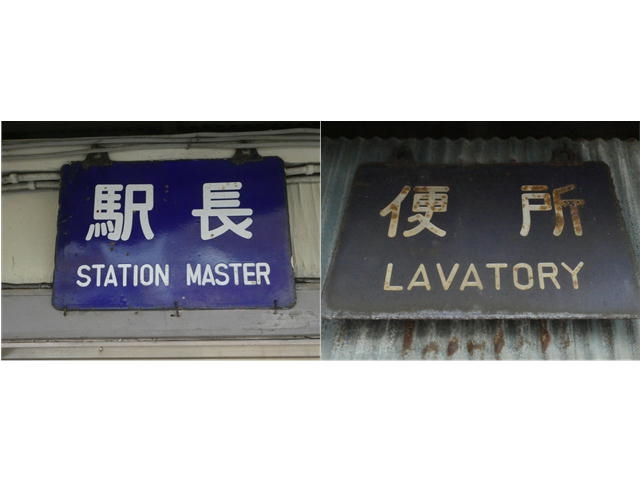 駅長
STATION MASTER
便所
LAVATORY